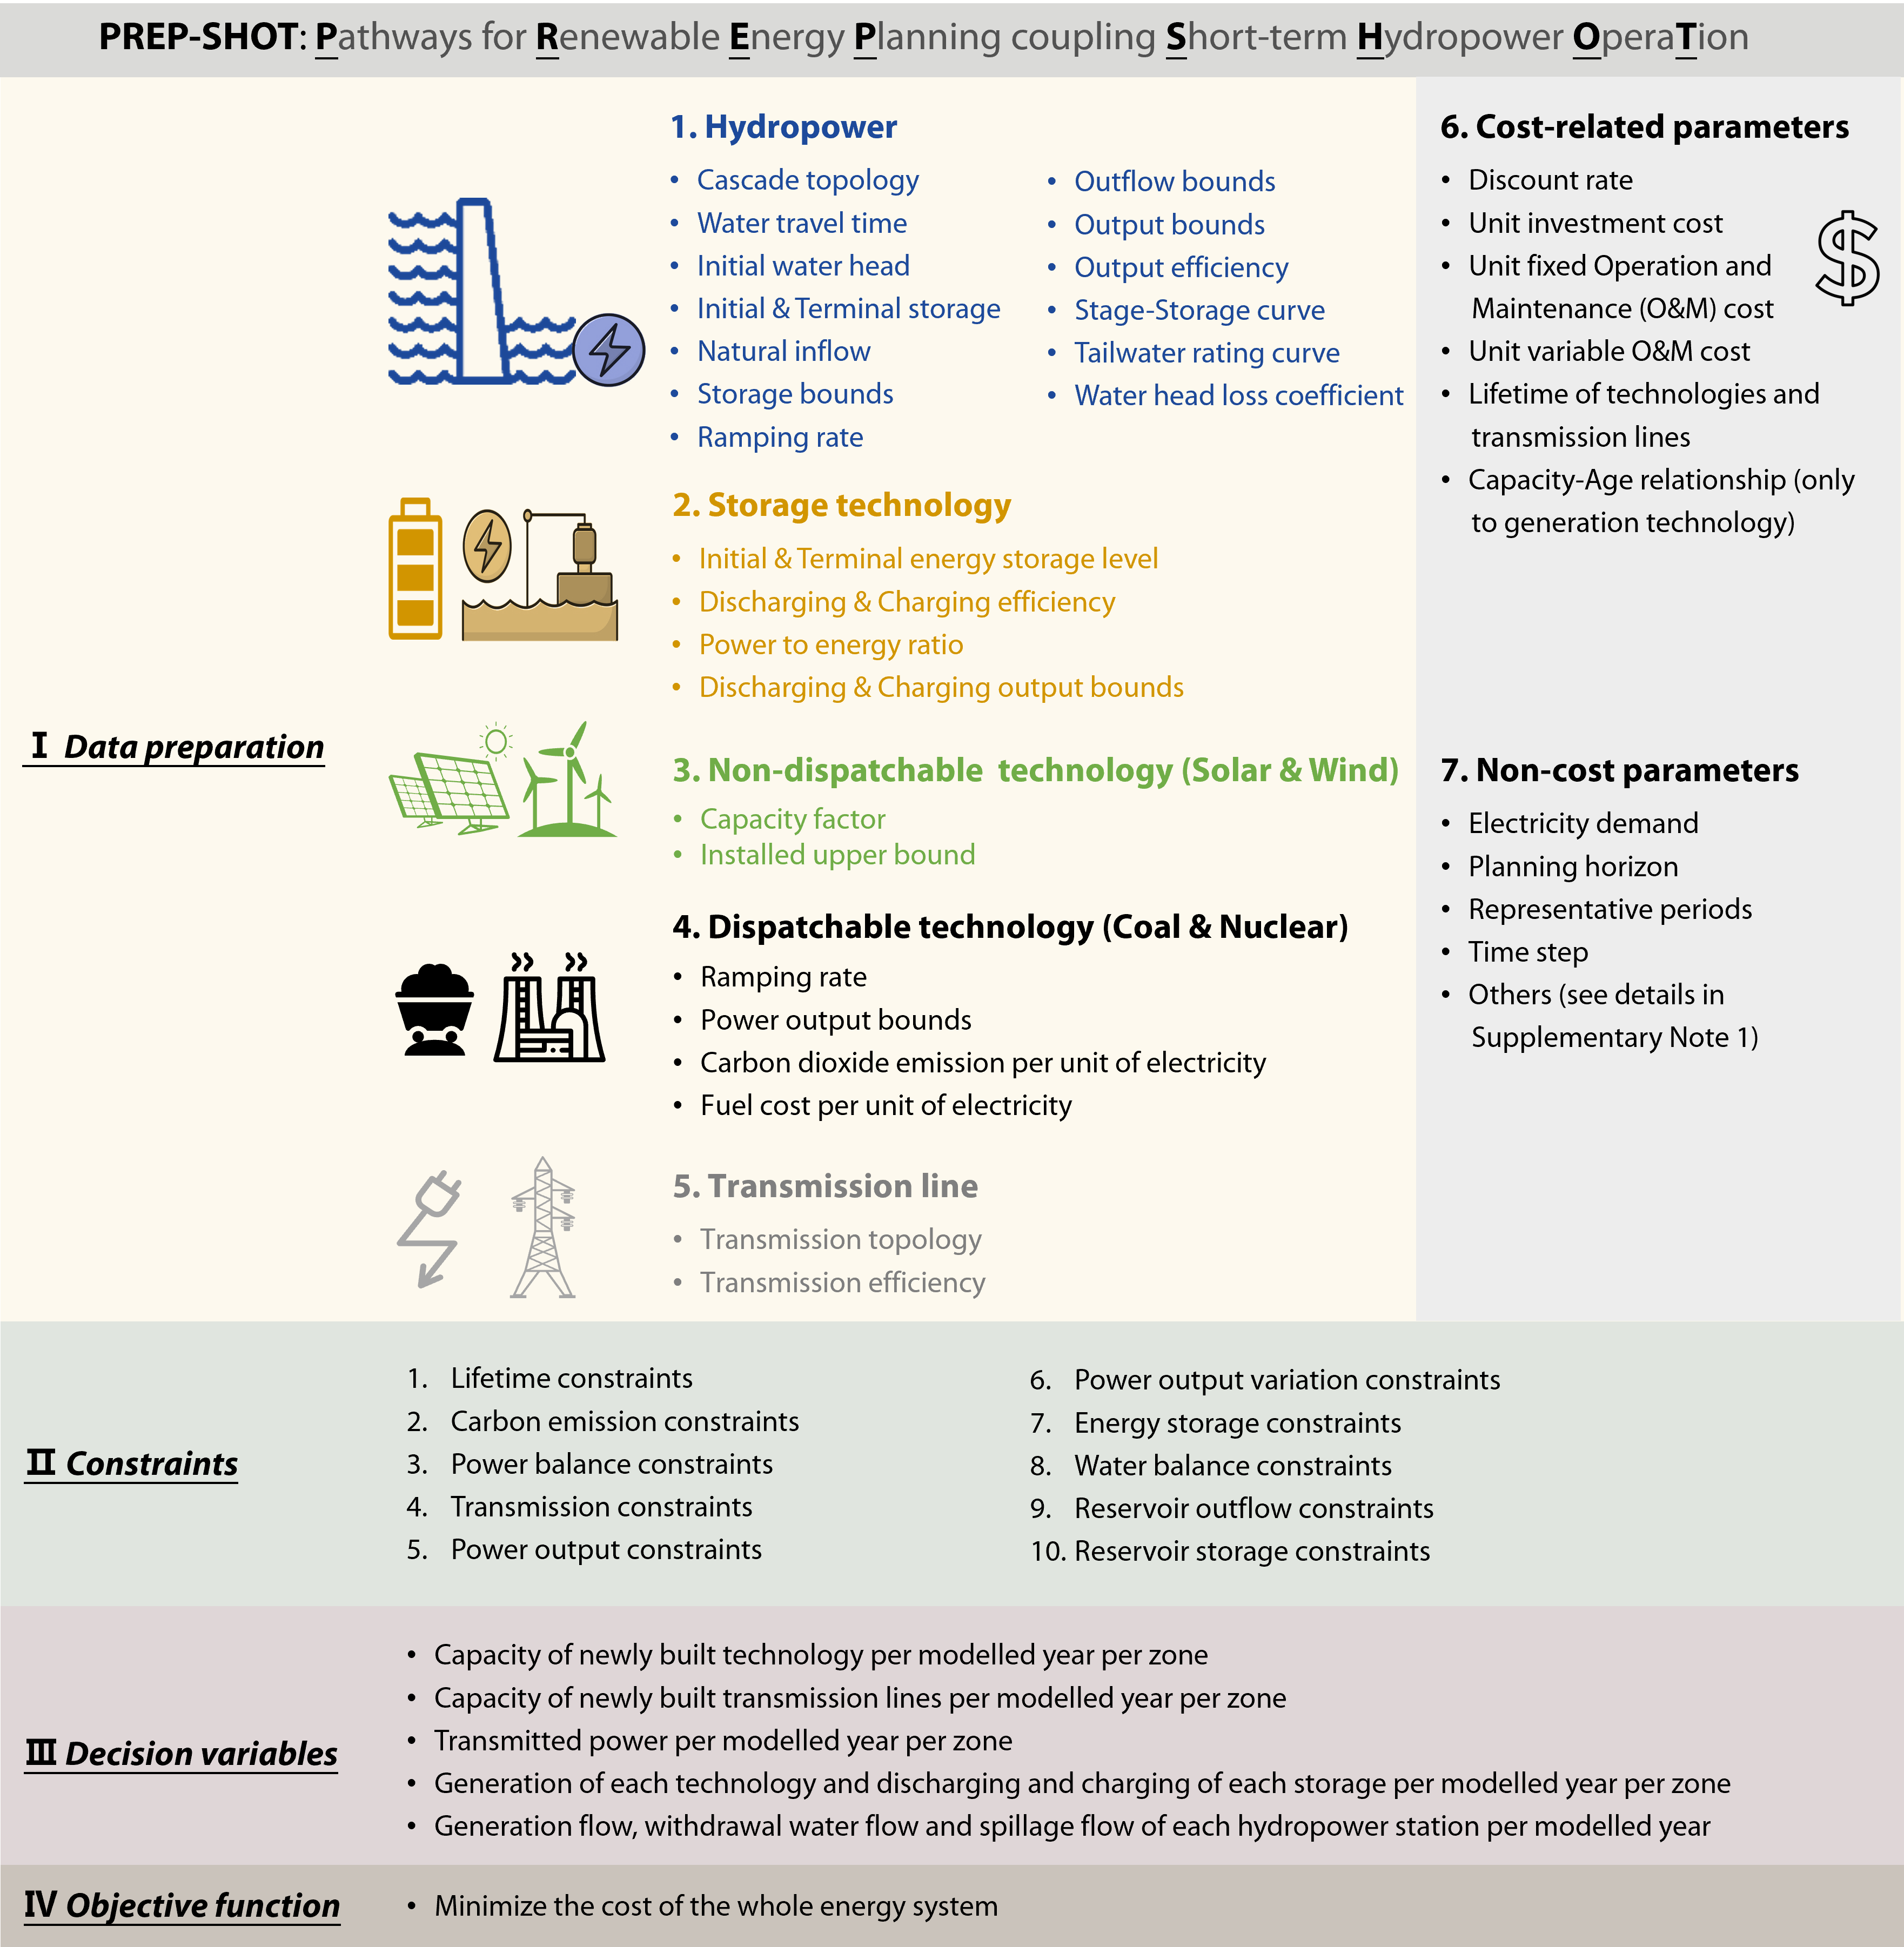 PREP-SHOT: Pathways for Renewable Energy Planning coupling Short-term Hydropower OperaTion
I Data preparation
1. Hydropower
• Cascade topology
• Water travel time
• Initial water head
• Initial & Terminal storage
• Natural inflow
• Storage bounds
• Ramping rate
• Outflow bounds
• Output bounds
• Output efficiency
• Stage-Storage curve
• Tailwater rating curve
• Water head loss coefficient
2. Storage technology
• Initial & Terminal energy storage level
• Discharging & Charging efficiency
• Power to energy ratio
• Discharging & Charging output bounds
3. Non-dispatchable technology (Solar & Wind)
• Capacity factor
• Installed upper bound
4. Dispatchable technology (Coal & Nuclear)
• Ramping rate
• Power output bounds
• Carbon dioxide emission per unit of electricity
• Fuel cost per unit of electricity
5. Transmission line
• Transmission topology
• Transmission efficiency
6. Cost-related parameters
• Discount rate
• Unit investment cost
• Unit fixed Operation and
Maintenance (O&M) cost
• Unit variable O&M cost
• Lifetime of technologies and
transmission lines
• Capacity-Age relationship (only
to generation technology)
$
7. Non-cost parameters
• Electricity demand
• Planning horizon
• Representative periods
• Time step
• Others (see details in
Supplementary Note 1)
II Constraints
1. Lifetime constraints
2. Carbon emission constraints
3. Power balance constraints
4. Transmission constraints
5. Power output constraints
6. Power output variation constraints
7. Energy storage constraints
8. Water balance constraints
9. Reservoir outflow constraints
10. Reservoir storage constraints
III Decision variables
• Capacity of newly built technology per modelled year per zone
• Capacity of newly built transmission lines per modelled year per zone
• Transmitted power per modelled year per zone
• Generation of each technology and discharging and charging of each storage per modelled year per zone
• Generation flow, withdrawal water flow and spillage flow of each hydropower station per modelled year
IV Objective function
• Minimize the cost of the whole energy system